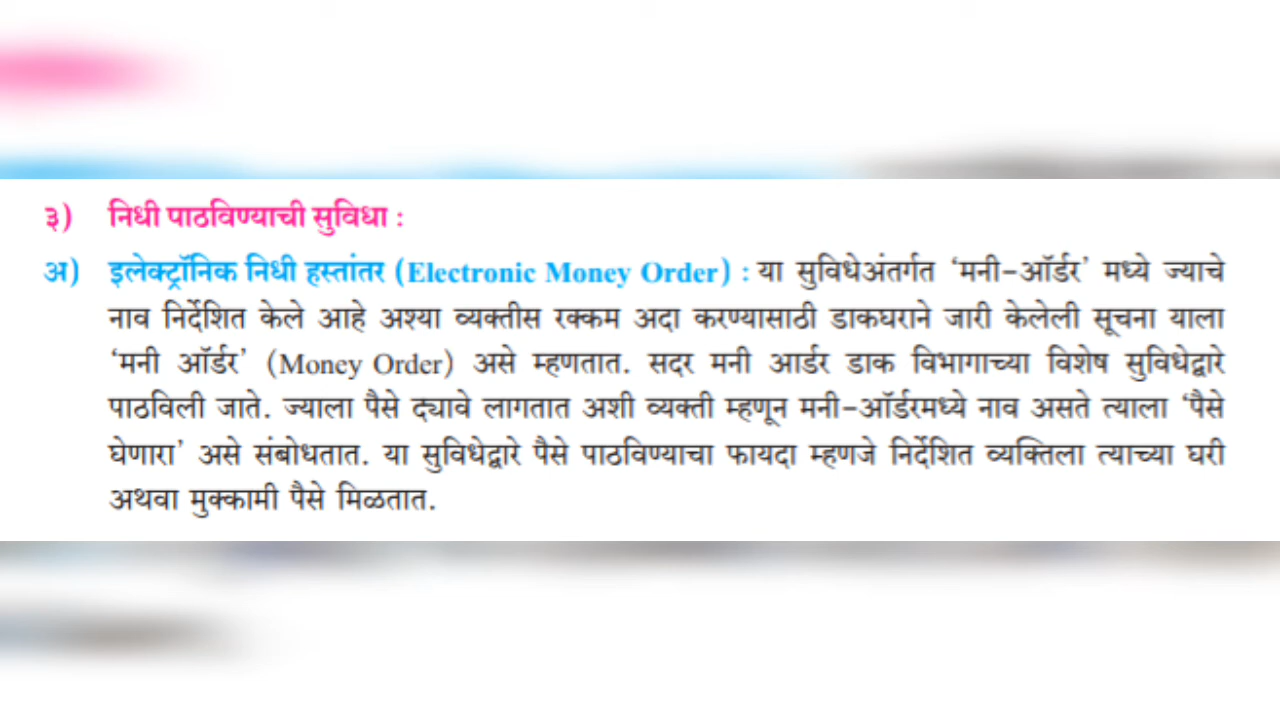 ३) निधी पाठविण्याची सुविधा :
अ) इलेक्ट्रॉनिक निधी हस्तांतर (Electronic Money Order) : या सुविधेअंतर्गत ‘मनी-ऑर्डर’ मध्ये ज्याचे
नाव निर्देशित केले आहे अश्या व्यक्तीस रक्कम अदा करण्यासाठी डाकघराने जारी केलेली सूचना याला
‘मनी ऑर्डर’ (Money Order) असे म्हणतात. सदर मनी आर्डर डाक विभागाच्या विशेष सुविधेद्वारे
पाठविली जाते. ज्याला पैसे द्यावे लागतात अशी व्यक्ती म्हणून मनी-ऑर्डरमध्ये नाव असते त्याला ‘पैसे
घेणारा’ असे संबोधतात. या सुविधेद्वारे पैसे पाठविण्याचा फायदा म्हणजे निर्देशित व्यक्तिला त्याच्या घरी
अथवा मुक्कामी पैसे मिळतात.